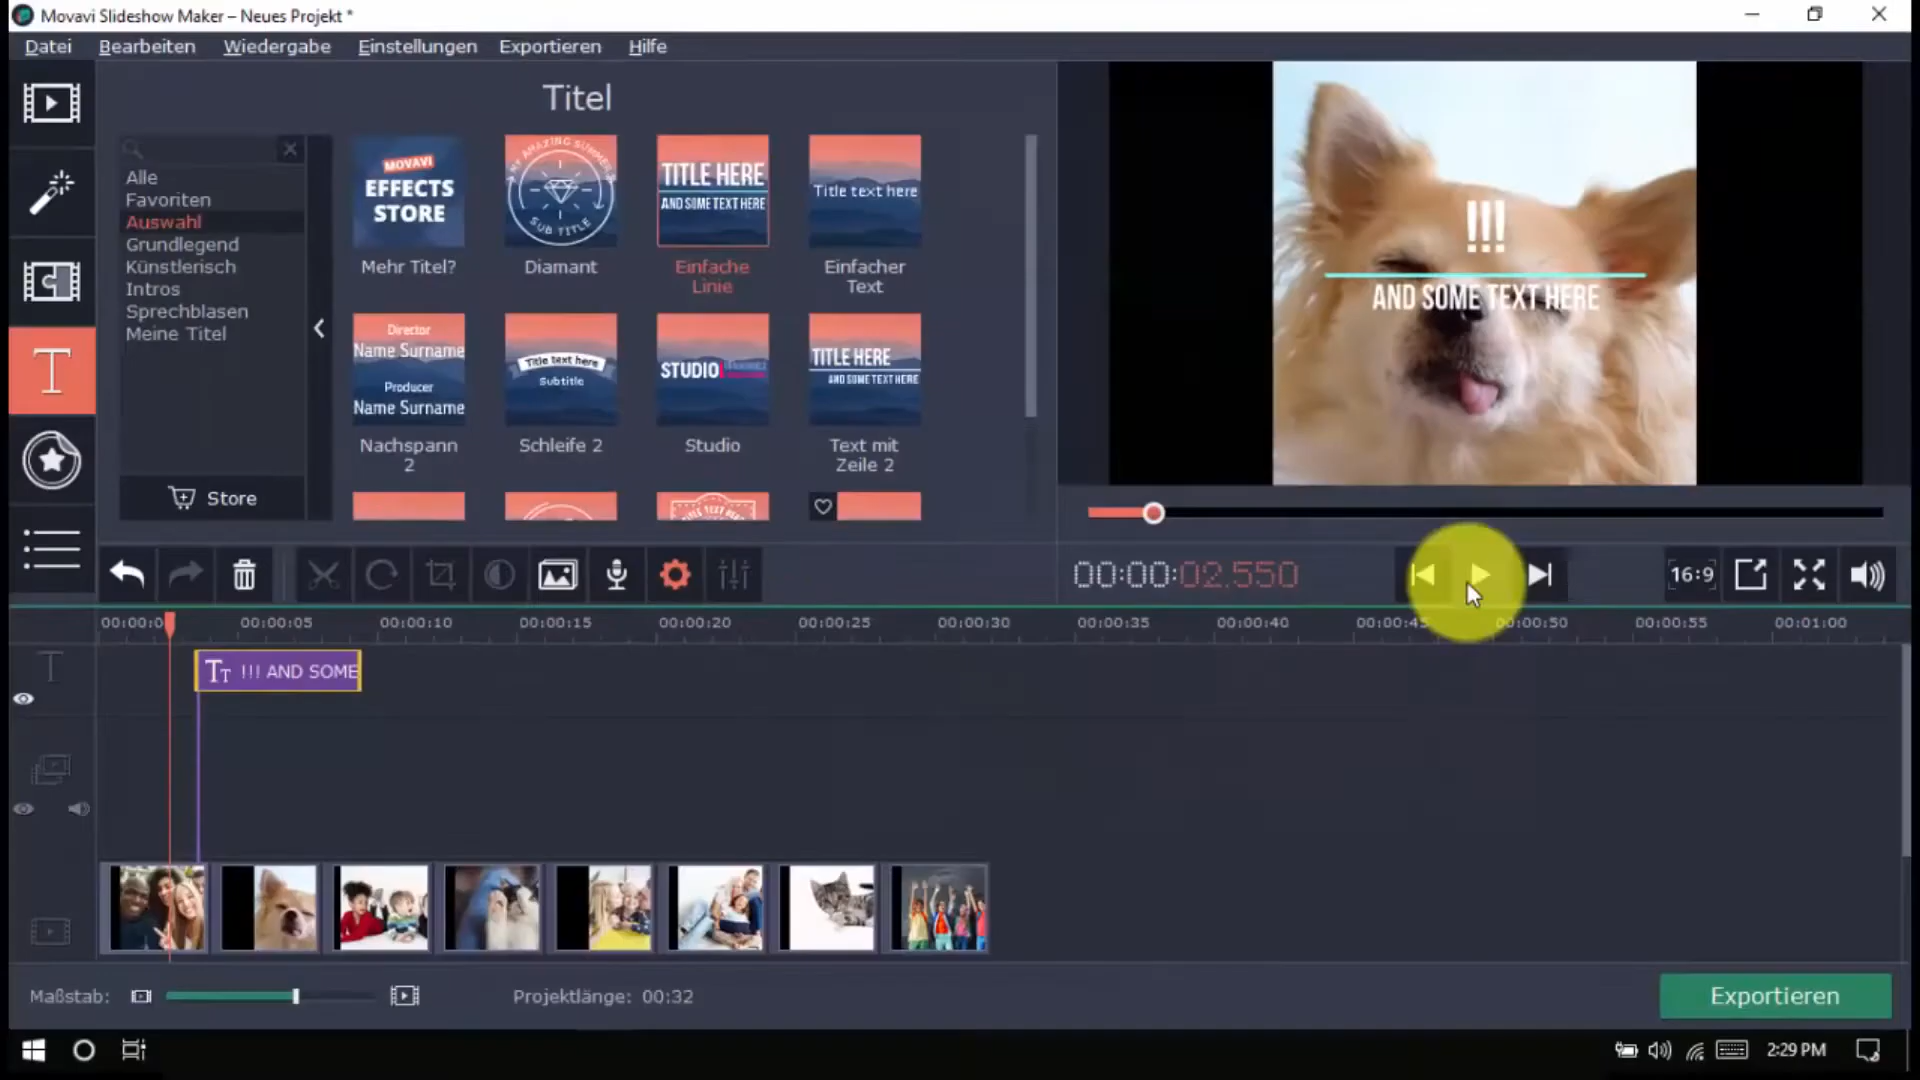 Movavi Slideshow Maker – Neues Projekt *
Datei Bearbeiten Wiedergabe Einstellungen Exportieren Hilfe
Titel
Alle
Favoriten
Auswahl
Grundlegend
Künstlerisch
Intros
Sprechblasen
Meine Titel
Store
MOVAVI
EFFECTS
STORE
Mehr Titel?
MY AMAZING SUMMER
SUB TITLE
Diamant
TITLE HERE
AND SOME TEXT HERE
Einfache
Linie
Title text here
Einfacher
Text
Director
Name Surname
Producer
Name Surname
Nachspann
2
Title text here
Subtitle
Schleife 2
STUDIO
Studio
TITLE HERE
AND SOME TEXT HERE
Text mit
Zeile 2
TITLE TEXT HERE
!!!
AND SOME TEXT HERE
00:00:02.550
16:9
00:00:0 00:00:05 00:00:10 00:00:15 00:00:20 00:00:25 00:00:30 00:00:35 00:00:40 00:00:45 00:00:50 00:00:55 00:01:00
T
Tт !!! AND SOME
Maßstab:
Projektlänge: 00:32
Exportieren
2:29 PM